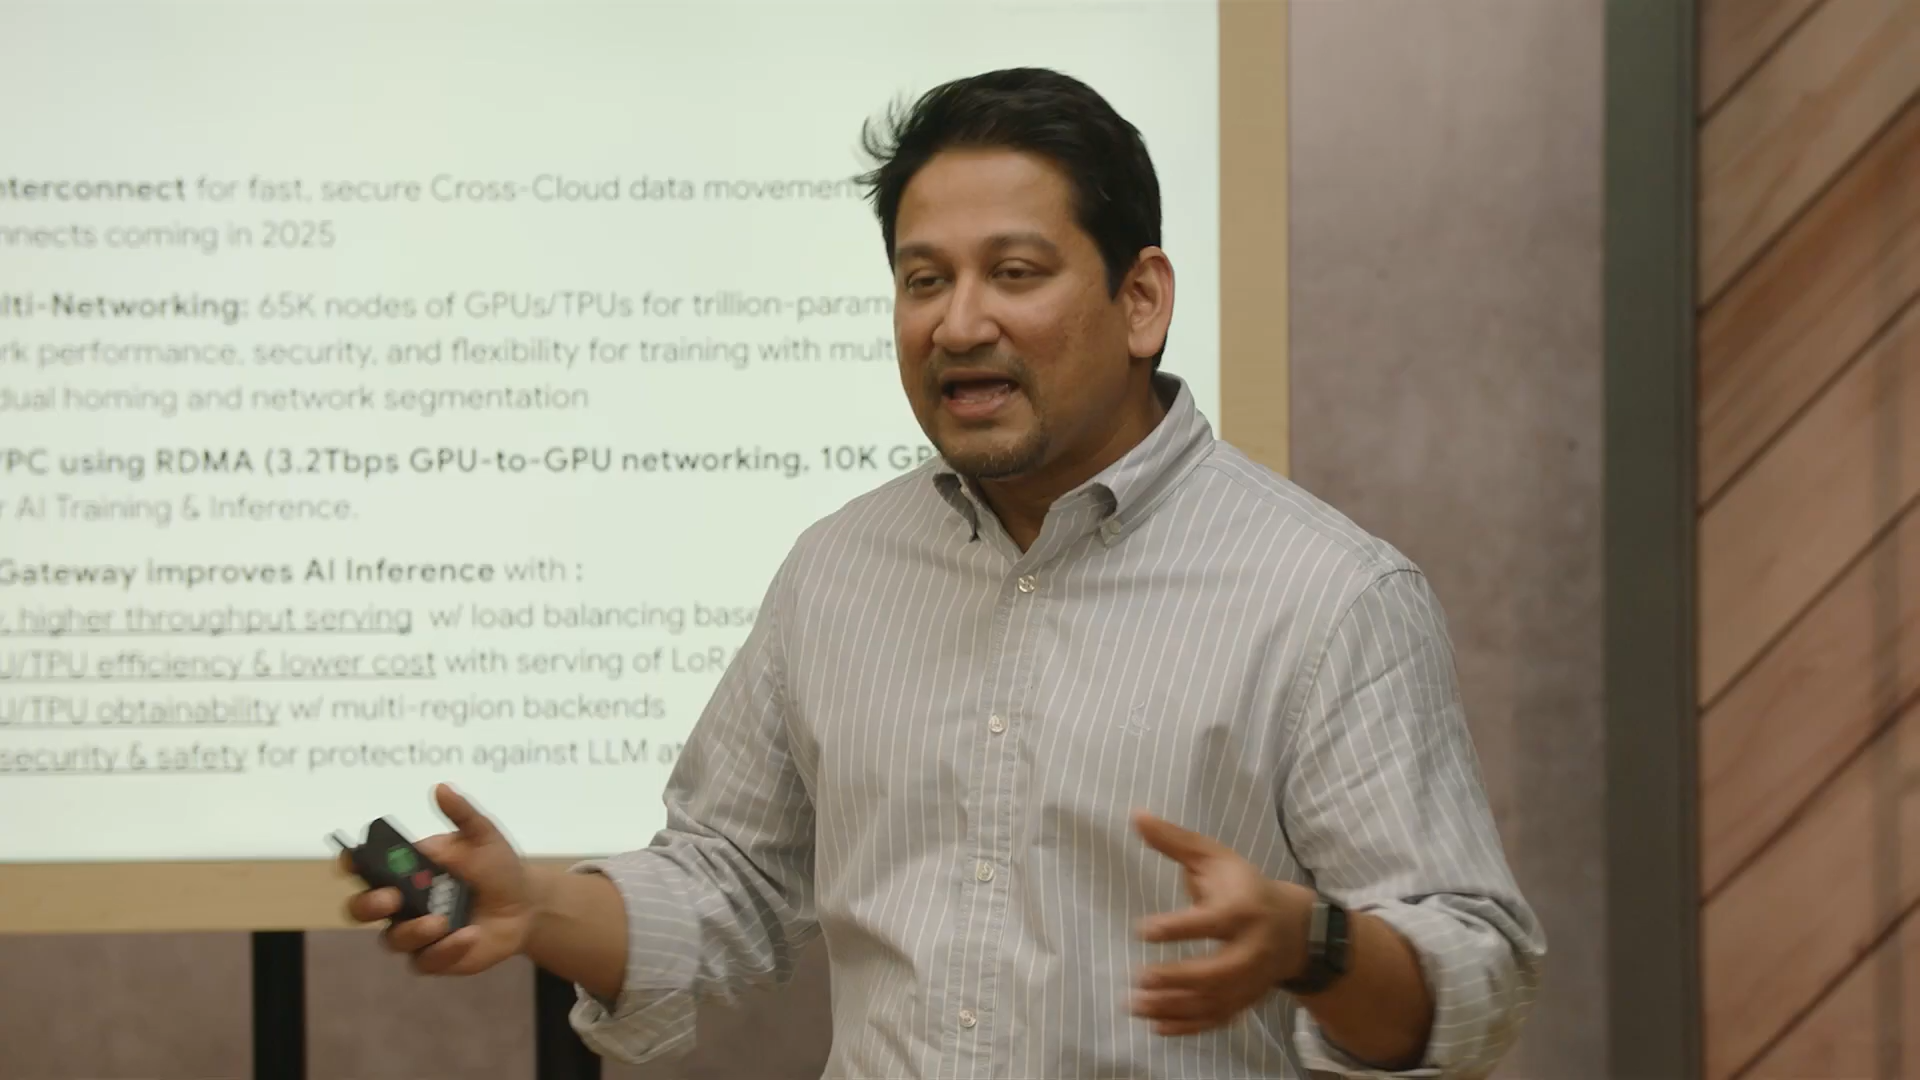 nterconnect for fast, secure Cross-Cloud data movement
nnects coming in 2025
lti-Networking: 65K nodes of GPUs/TPUs for trillion-param
rk performance, security, and flexibility for training with mult
dual homing and network segmentation
PC using RDMA (3.2Tbps GPU-to-GPU networking, 10K GP
r AI Training & Inference.
Gateway improves AI Inference with :
, higher throughput serving w/ load balancing base
U/TPU efficiency & lower cost with serving of LoRA
U/TPU obtainability w/ multi-region backends
security & safety for protection against LLM at